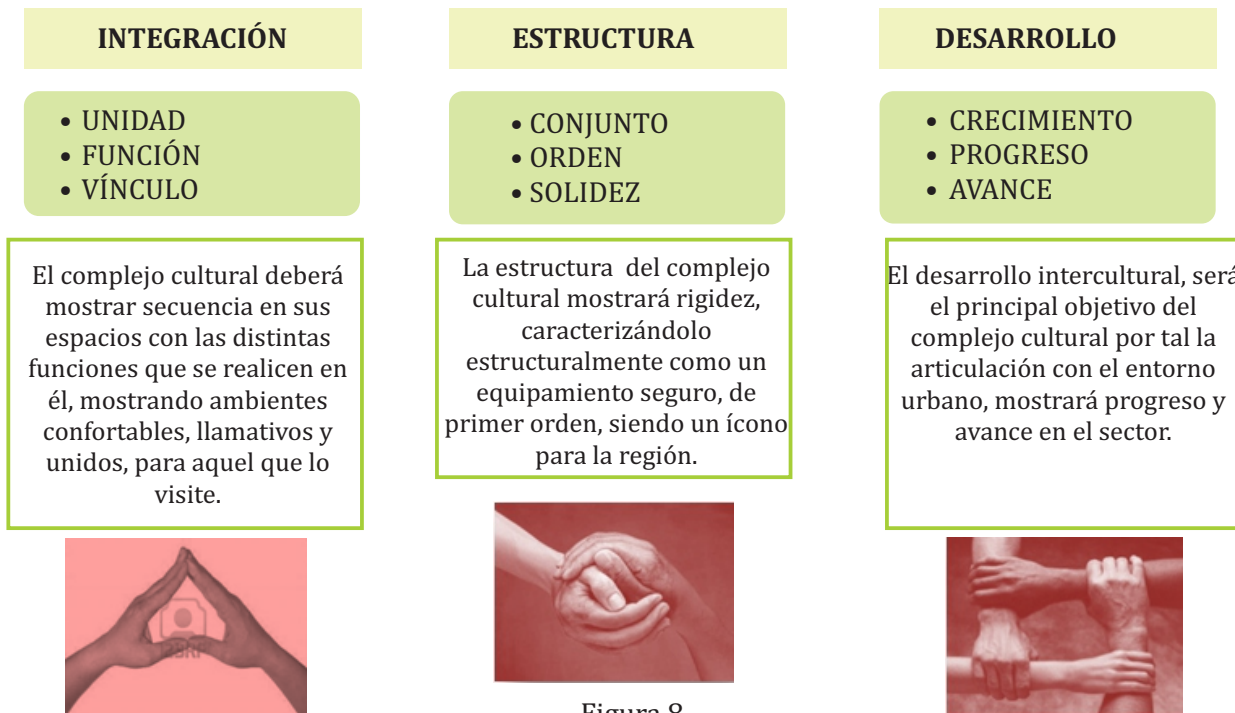 INTEGRACIÓN
• UNIDAD
• FUNCIÓN
• VÍNCULO
El complejo cultural deberá
mostrar secuencia en sus
espacios con las distintas
funciones que se realicen en
él, mostrando ambientes
confortables, llamativos y
unidos, para aquel que lo
visite.
ESTRUCTURA
• CONJUNTO
• ORDEN
• SOLIDEZ
La estructura del complejo
cultural mostrará rigidez,
caracterizándolo
estructuralmente como un
equipamiento seguro, de
primer orden, siendo un ícono
para la región.
Figura 8
DESARROLLO
• CRECIMIENTO
• PROGRESO
• AVANCE
El desarrollo intercultural, será
el principal objetivo del
complejo cultural por tal la
articulación con el entorno
urbano, mostrará progreso y
avance en el sector.